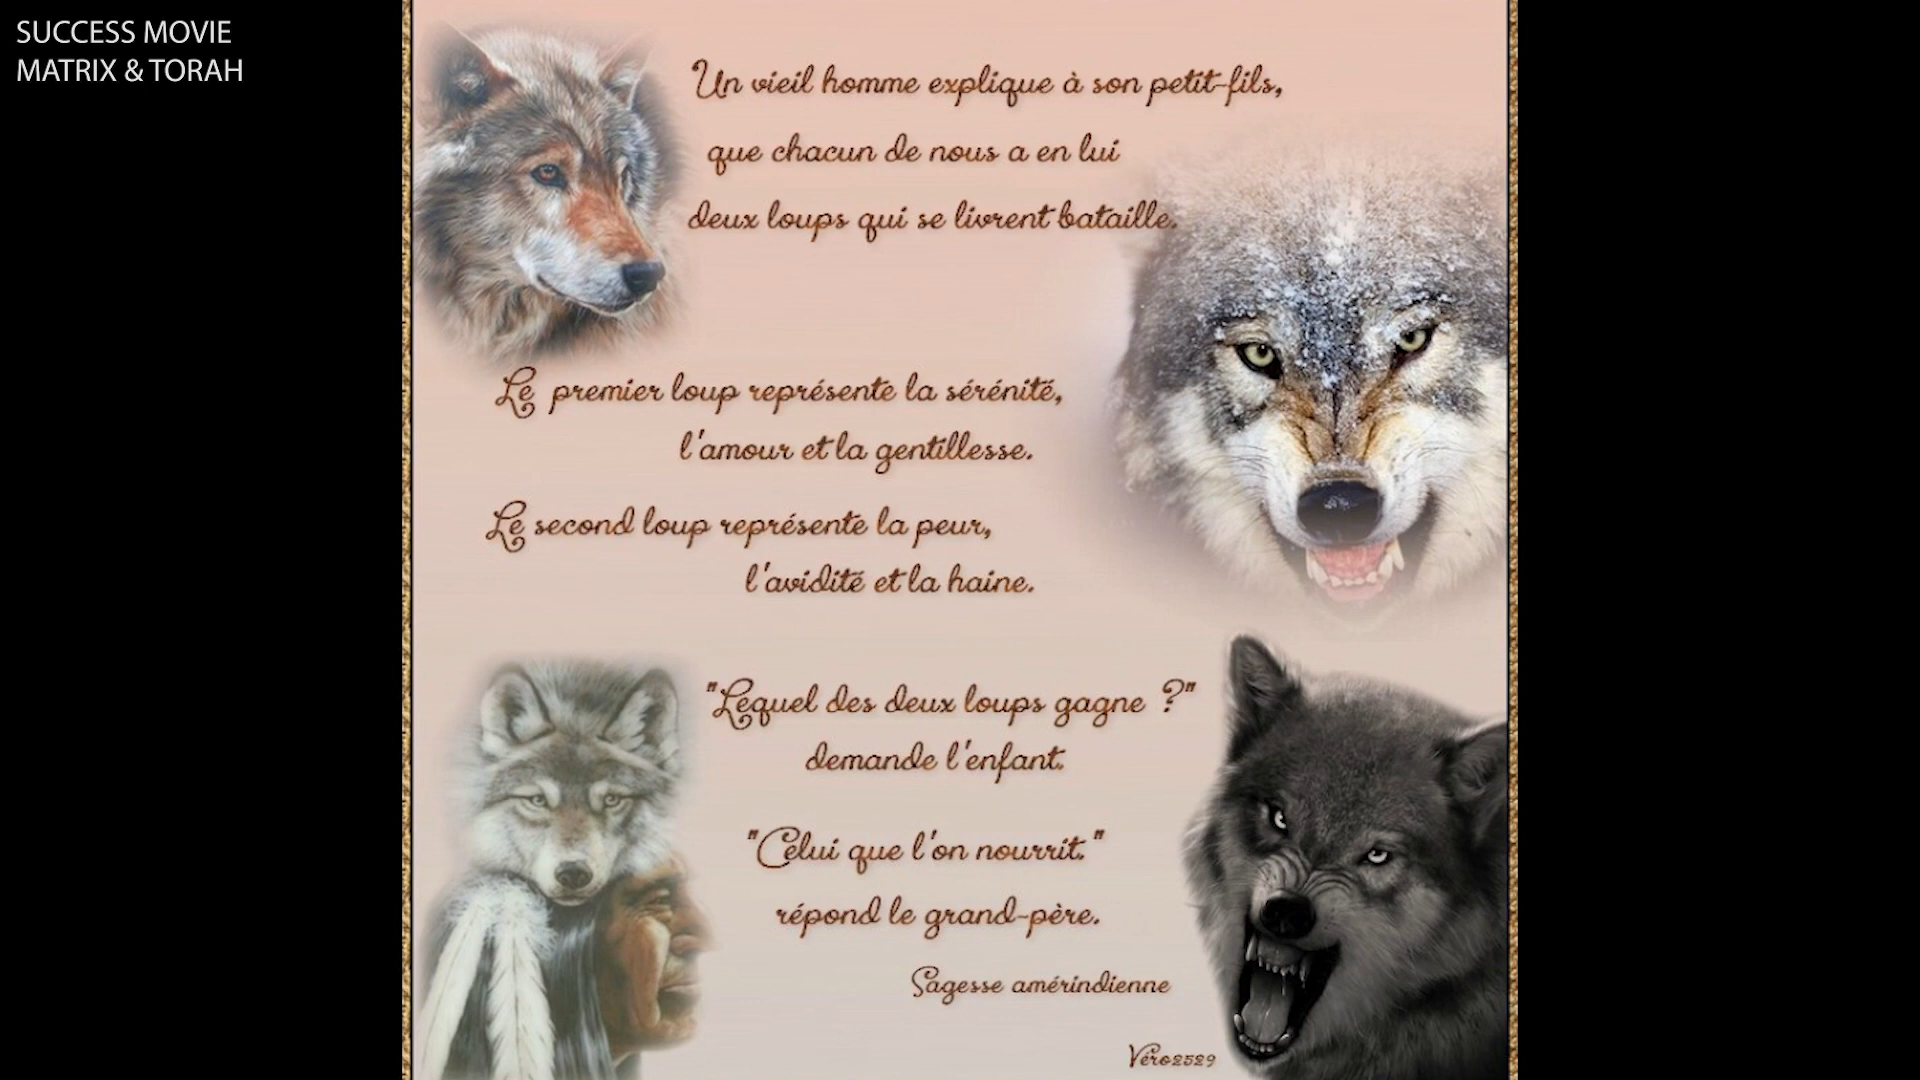 SUCCESS MOVIE
MATRIX & TORAH
Un vieil homme explique à son petit-fils,
que chacun de nous a en lui
deux loups qui se livrent bataille.
Le premier loup représente la sérénité,
l'amour et la gentillesse.
Le second loup représente la peur,
l'avidité et la haine.
"Lequel des deux loups gagne ?"
demande l'enfant.
"Celui que l'on nourrit."
répond le grand-père.
Sagesse amérindienne
Véro2529